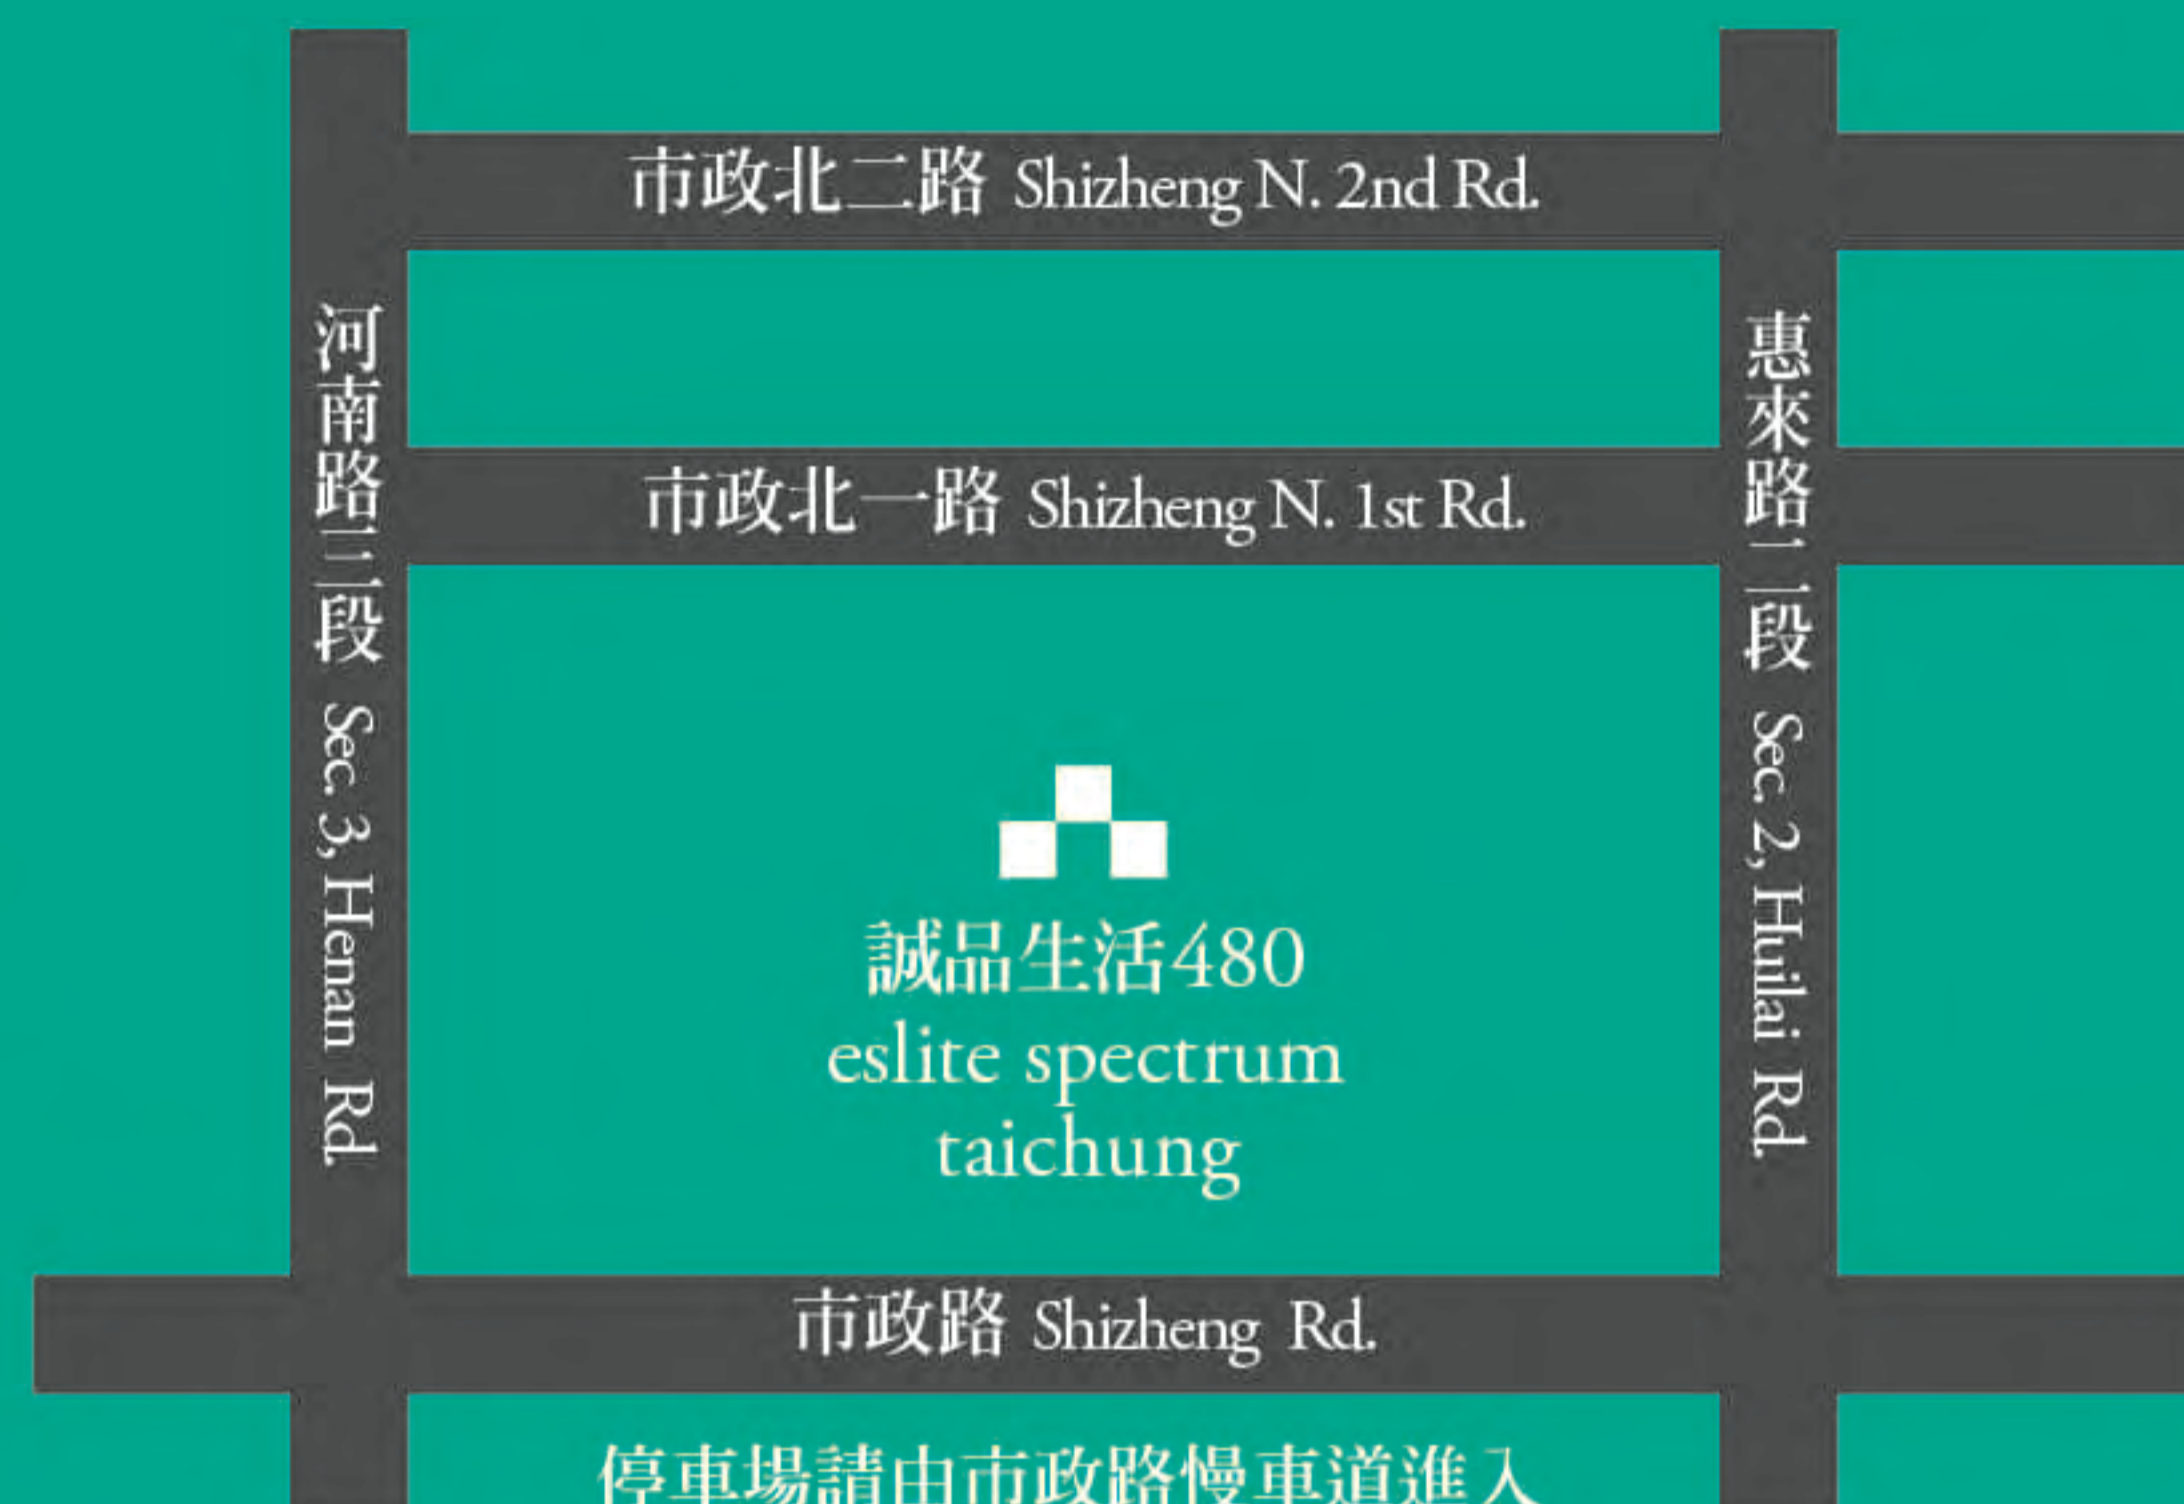 市政北二路 Shizheng N. 2nd Rd.
河南路三段 Sec. 3, Henan Rd.
惠來路二段 Sec. 2, Huilai Rd.
市政北一路 Shizheng N. 1st Rd.
誠品生活480
eslite spectrum
taichung
市政路 Shizheng Rd.
停車場請由市政路慢車道進入